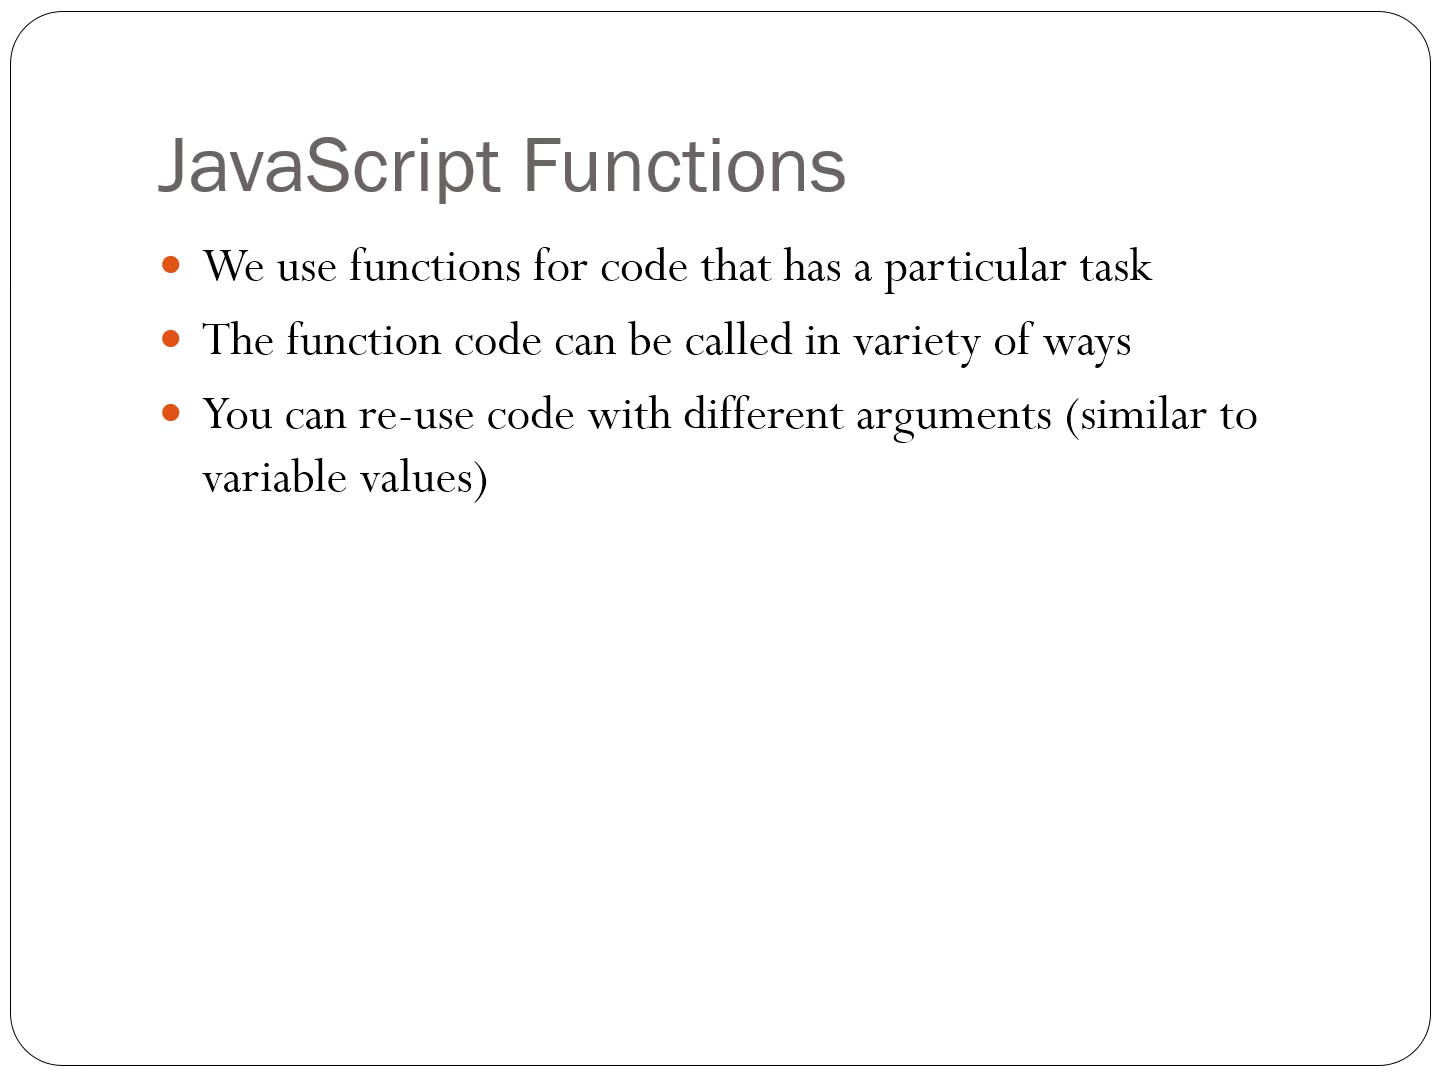 JavaScript Functions
We use functions for code that has a particular task
The function code can be called in variety of ways
You can re-use code with different arguments (similar to
variable values)